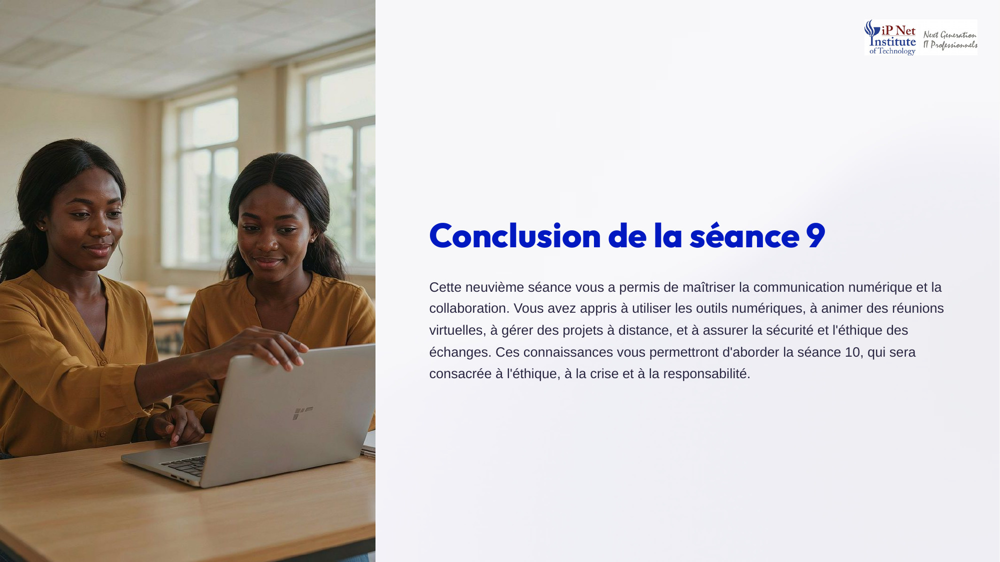 iP Net
Institute
of Technology
Next Generation
IT Professionnels
Conclusion de la séance 9
Cette neuvième séance vous a permis de maîtriser la communication numérique et la
collaboration. Vous avez appris à utiliser les outils numériques, à animer des réunions
virtuelles, à gérer des projets à distance, et à assurer la sécurité et l'éthique des
échanges. Ces connaissances vous permettront d'aborder la séance 10, qui sera
consacrée à l'éthique, à la crise et à la responsabilité.